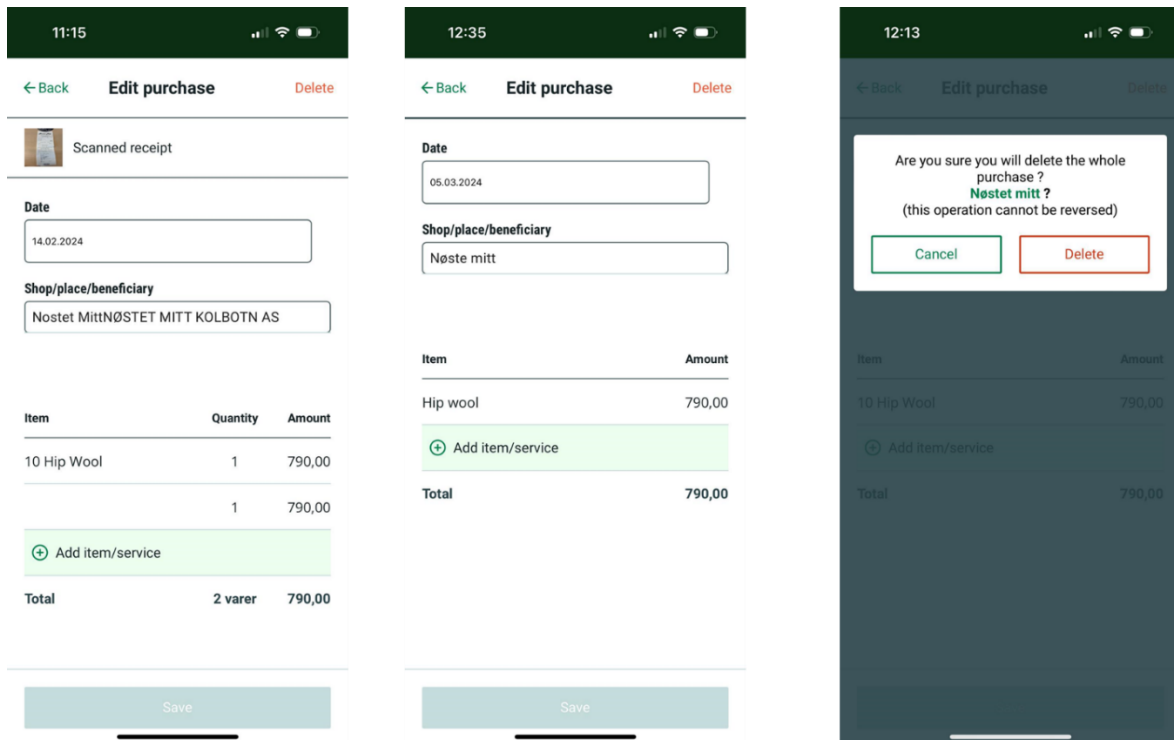 11:15
Back Edit purchase Delete
Scanned receipt
Date
14.02.2024
Shop/place/beneficiary
Nostet MittNØSTET MITT KOLBOTN AS
Item Quantity Amount
10 Hip Wool 1 790,00
1 790,00
Add item/service
Total 2 varer 790,00
Save
12:35
Back Edit purchase Delete
Date
05.03.2024
Shop/place/beneficiary
Nøste mitt
Item Amount
Hip wool 790,00
Add item/service
Total 790,00
Save
12:13
Back Edit purchase Delete
Are you sure you will delete the whole
purchase ?
Nøstet mitt ?
(this operation cannot be reversed)
Cancel Delete
Item Amount
10 Hip Wool 790,00
Add item/service
Total 790,00